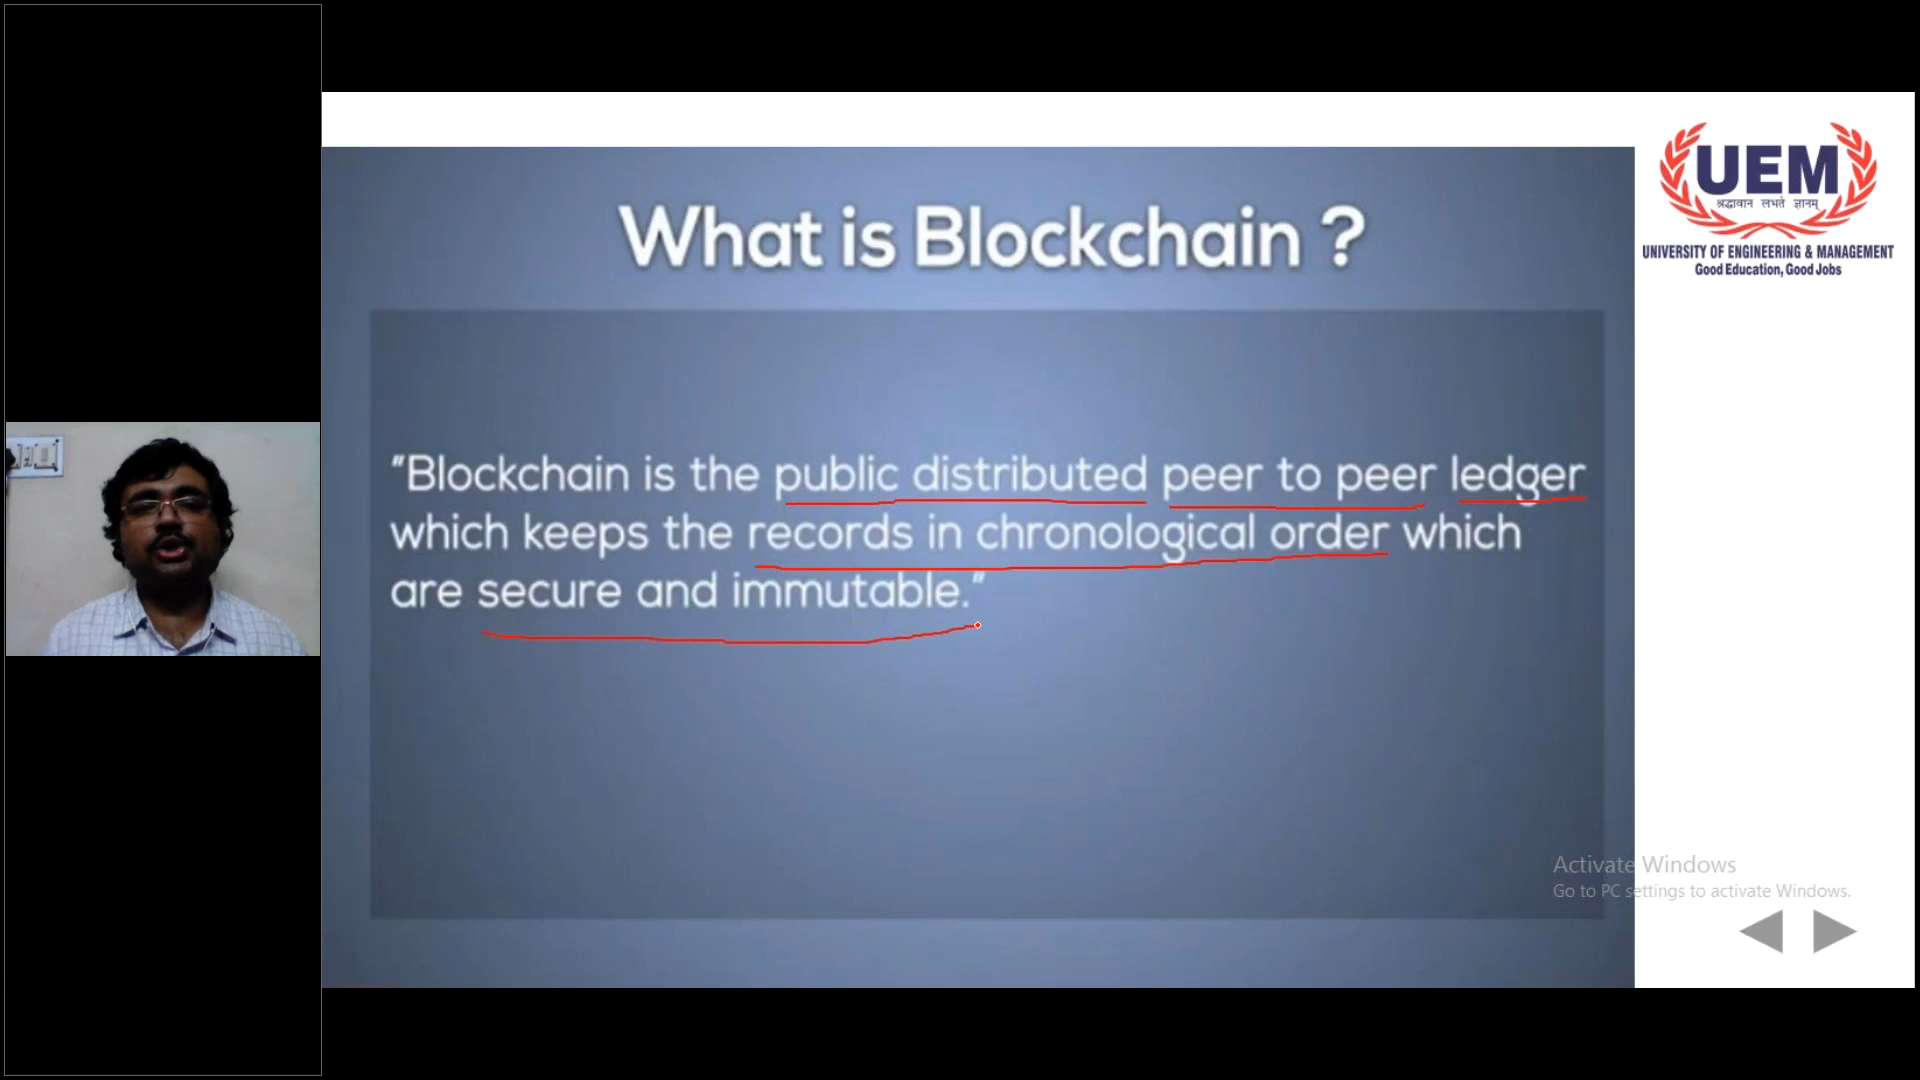 What is Blockchain ?
"Blockchain is the public distributed peer to peer ledger
which keeps the records in chronological order which
are secure and immutable."
UEM
श्रद्धावान लभते ज्ञानम्
UNIVERSITY OF ENGINEERING & MANAGEMENT
Good Education, Good Jobs
Activate Windows
Go to PC settings to activate Windows.